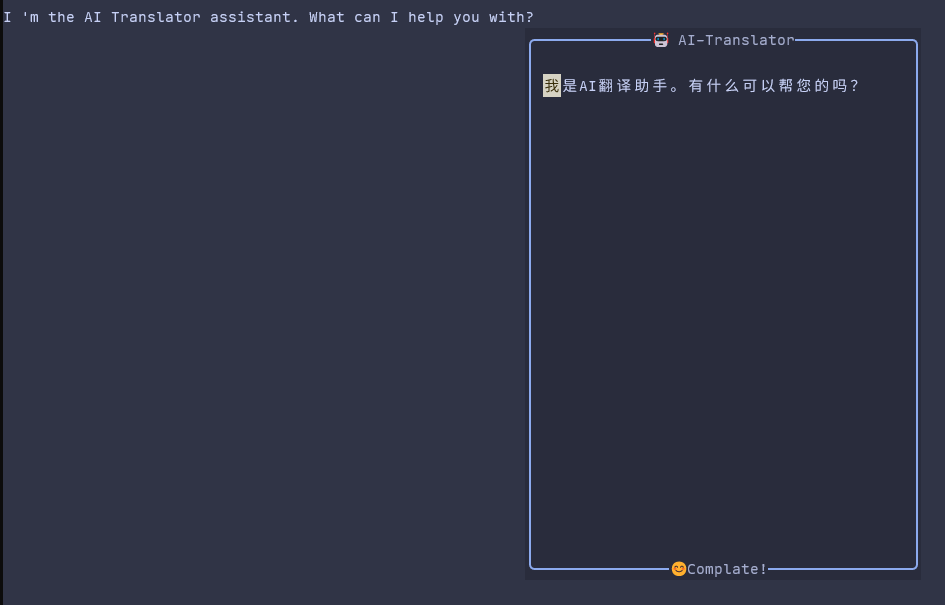 I 'm the AI Translator assistant. What can I help you with?
🤖 AI-Translator
我是AI翻译助手。有什么可以帮您的吗？
😊Complate!